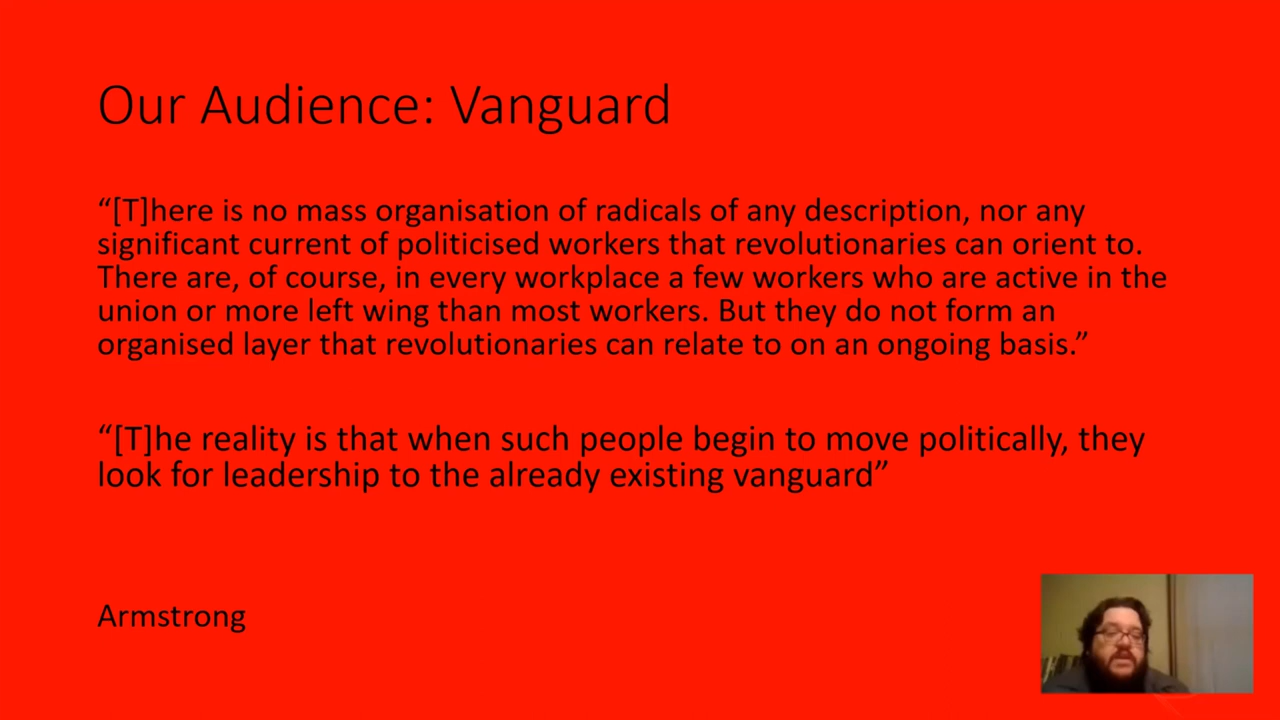 Our Audience: Vanguard
“[T]here is no mass organisation of radicals of any description, nor any
significant current of politicised workers that revolutionaries can orient to.
There are, of course, in every workplace a few workers who are active in the
union or more left wing than most workers. But they do not form an
organised layer that revolutionaries can relate to on an ongoing basis.”
“[T]he reality is that when such people begin to move politically, they
look for leadership to the already existing vanguard”
Armstrong